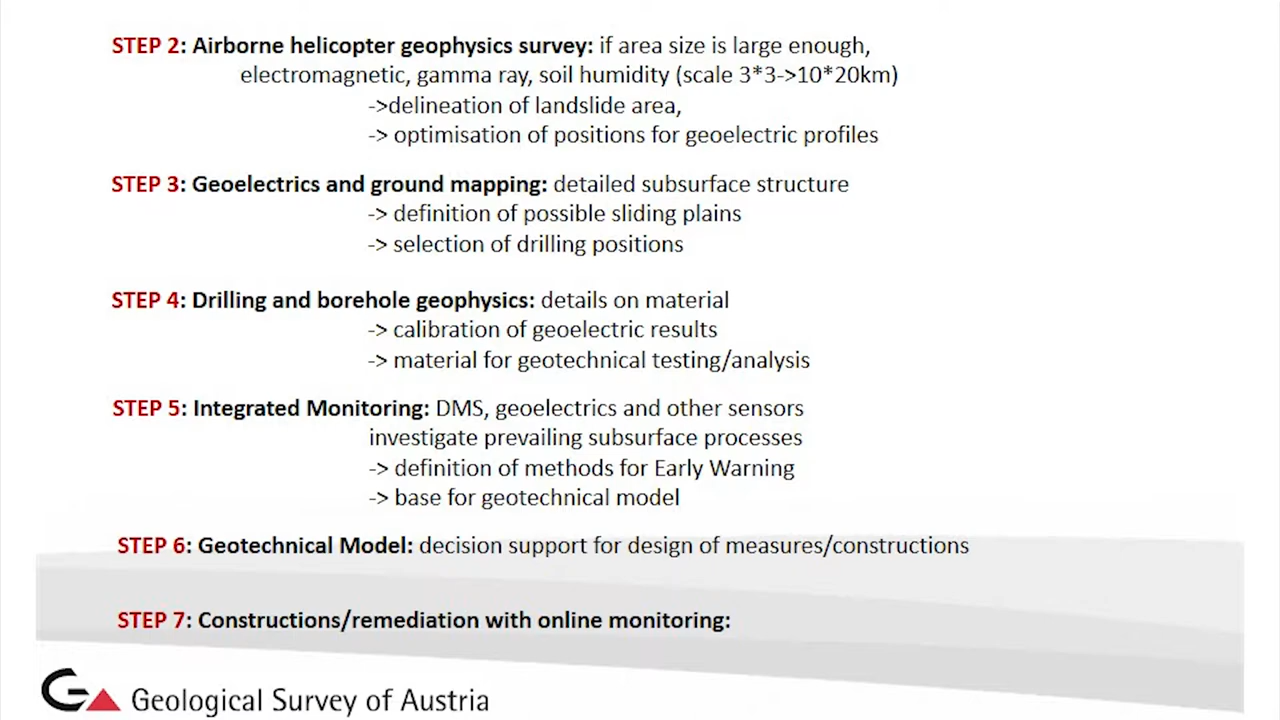 STEP 2: Airborne helicopter geophysics survey: if area size is large enough,
electromagnetic, gamma ray, soil humidity (scale 3*3->10*20km)
->delineation of landslide area,
-> optimisation of positions for geoelectric profiles
STEP 3: Geoelectrics and ground mapping: detailed subsurface structure
-> definition of possible sliding plains
-> selection of drilling positions
STEP 4: Drilling and borehole geophysics: details on material
-> calibration of geoelectric results
-> material for geotechnical testing/analysis
STEP 5: Integrated Monitoring: DMS, geoelectrics and other sensors
investigate prevailing subsurface processes
-> definition of methods for Early Warning
-> base for geotechnical model
STEP 6: Geotechnical Model: decision support for design of measures/constructions
STEP 7: Constructions/remediation with online monitoring:
Geological Survey of Austria